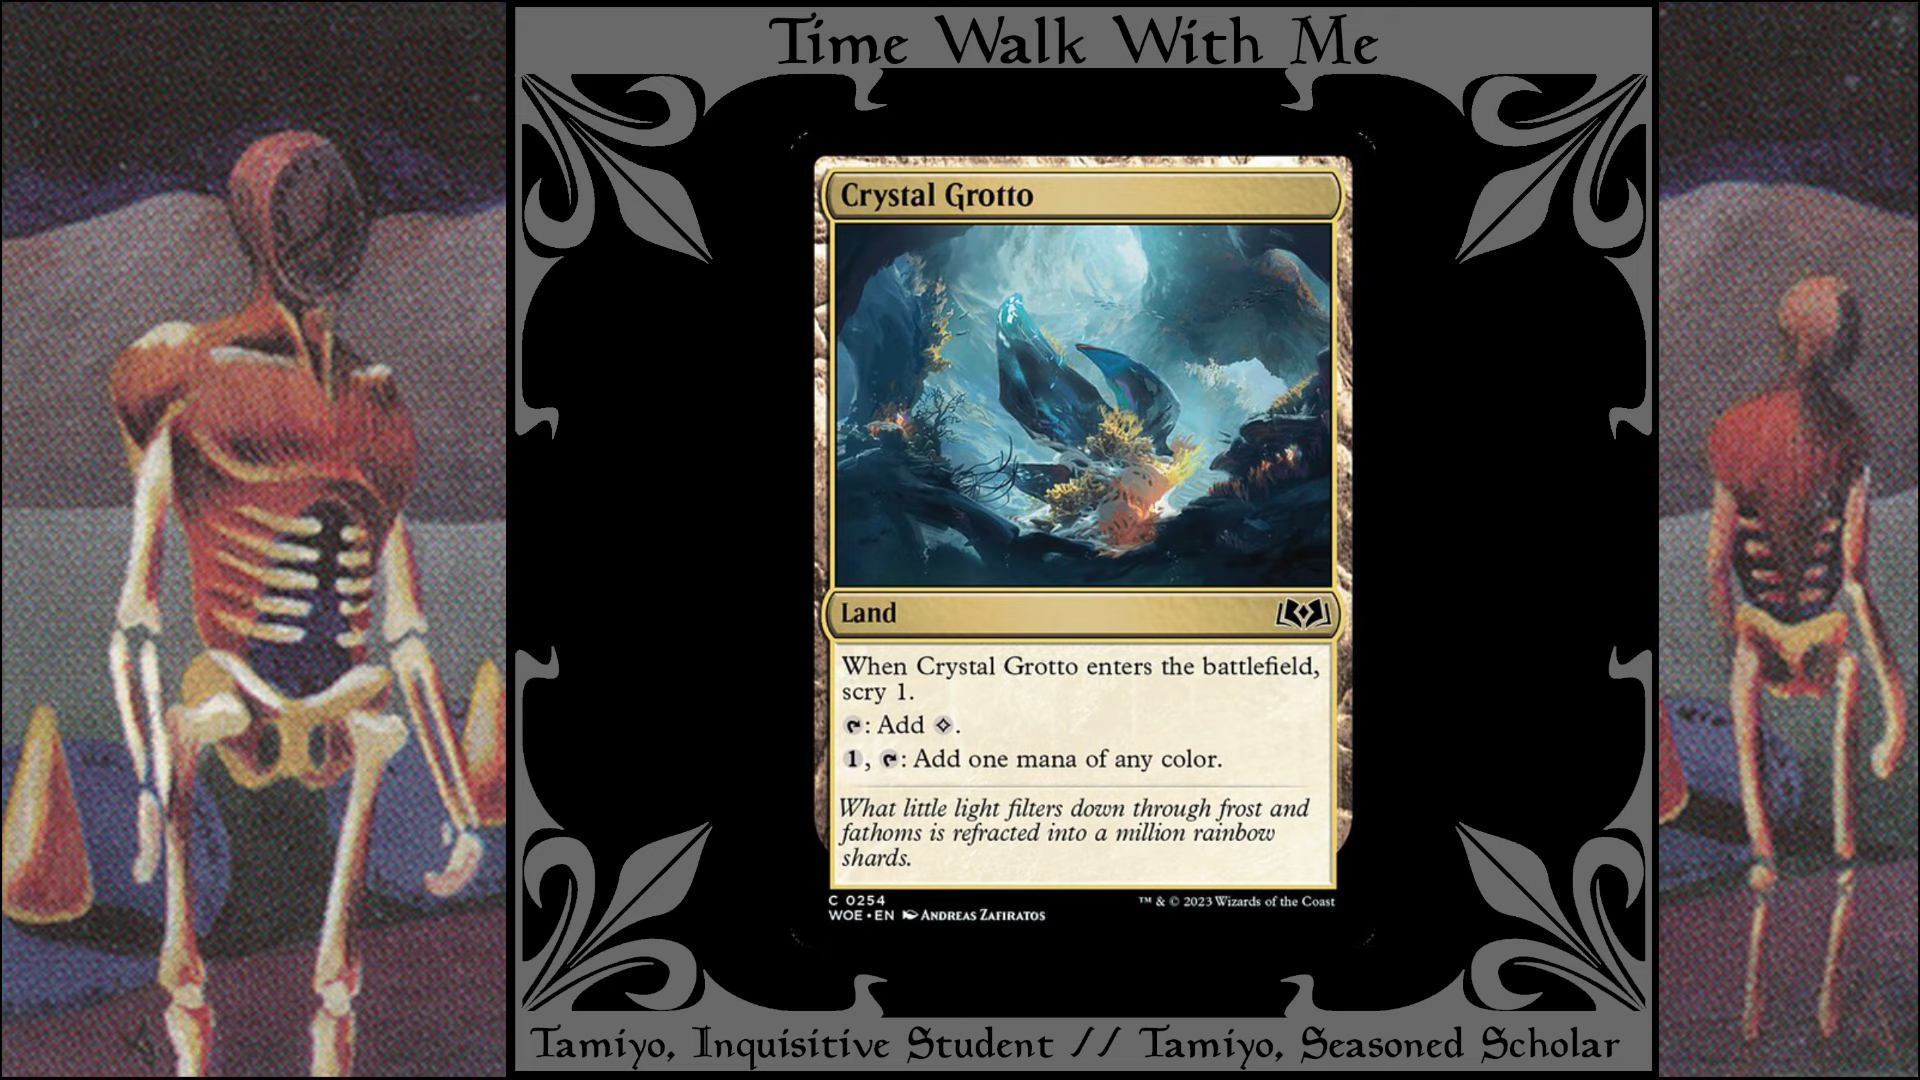 Time Walk With Me
Crystal Grotto
Land
When Crystal Grotto enters the battlefield,
scry 1.
: Add .
1, : Add one mana of any color.
What little light filters down through frost and
fathoms is refracted into a million rainbow
shards.
C 0254
WOE • EN ANDREAS ZAFIRATOS
™ & © 2023 Wizards of the Coast
Tamiyo, Inquisitive Student // Tamiyo, Seasoned Scholar